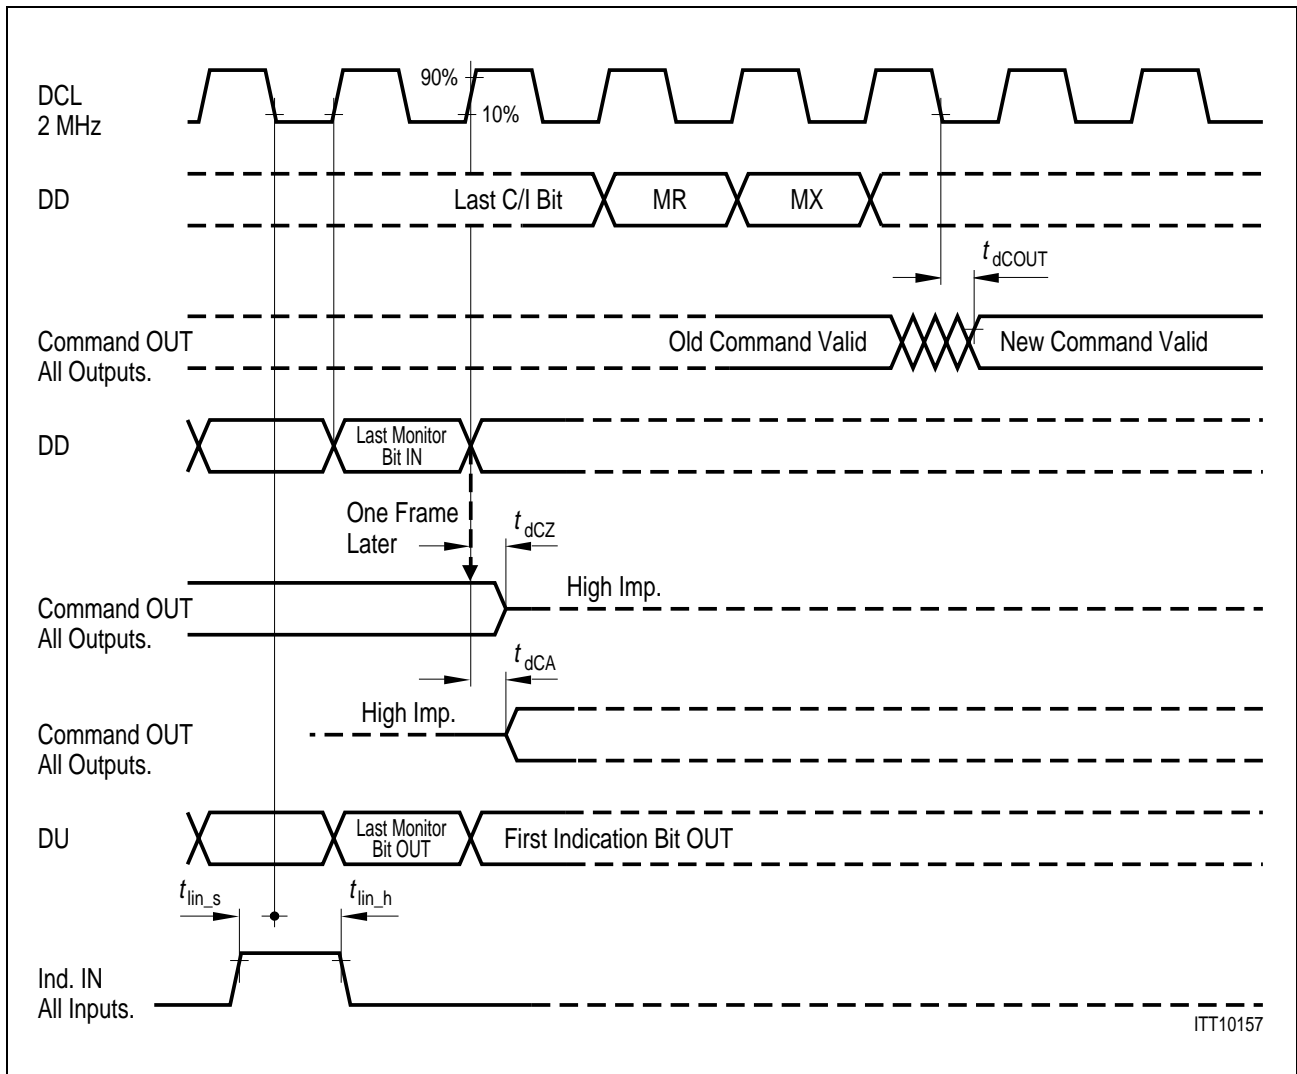 90%
DCL
2 MHz
10%
DD
Last C/I Bit
MR
MX
t dCOUT
Command OUT
All Outputs.
Old Command Valid
New Command Valid
DD
Last Monitor
Bit IN
One Frame
Later
t dCZ
High Imp.
Command OUT
All Outputs.
t dCA
High Imp.
Command OUT
All Outputs.
DU
Last Monitor
Bit OUT
First Indication Bit OUT
t Iin_s
t Iin_h
Ind. IN
All Inputs.
ITT10157